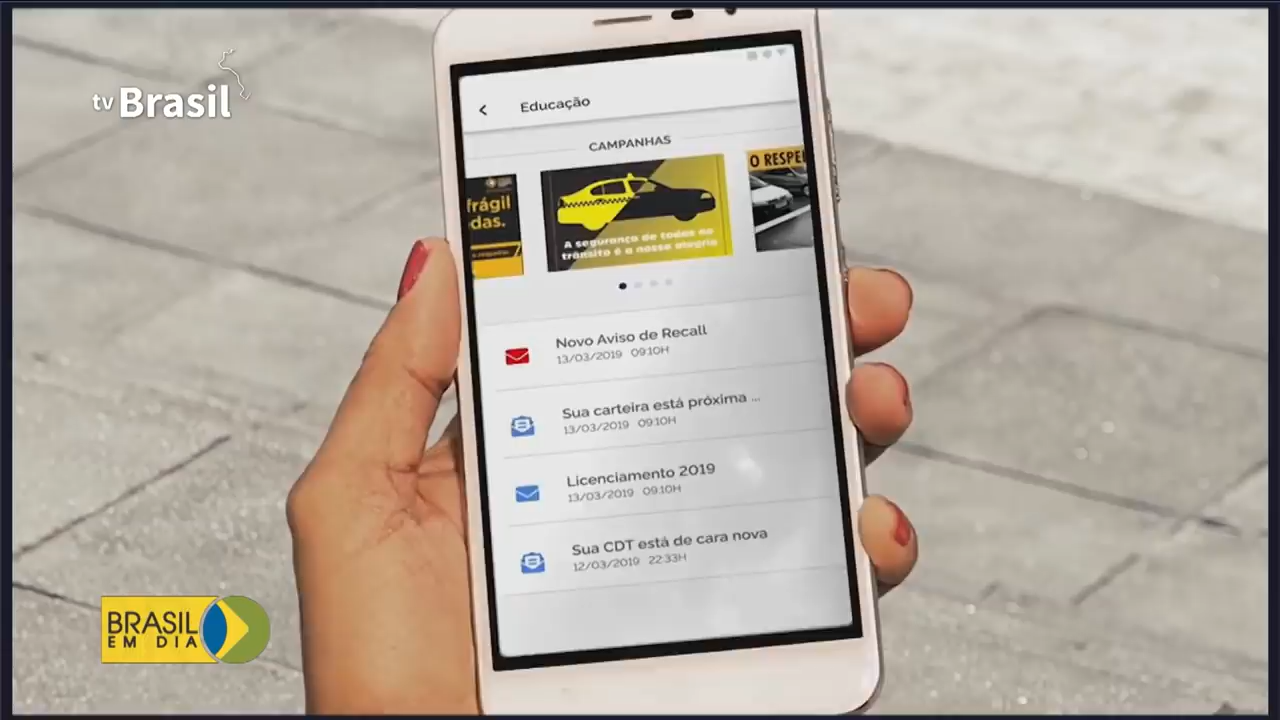 tv Brasil
Educação
CAMPANHAS
frágil
das.
A segurança de todos no
trânsito é a nossa alegria
O RESPEI
Novo Aviso de Recall
13/03/2019 09:10H
Sua carteira está próxima ...
13/03/2019 09:10H
Licenciamento 2019
13/03/2019 09:10H
Sua CDT está de cara nova
12/03/2019 22:33H
BRASIL
EM DIA